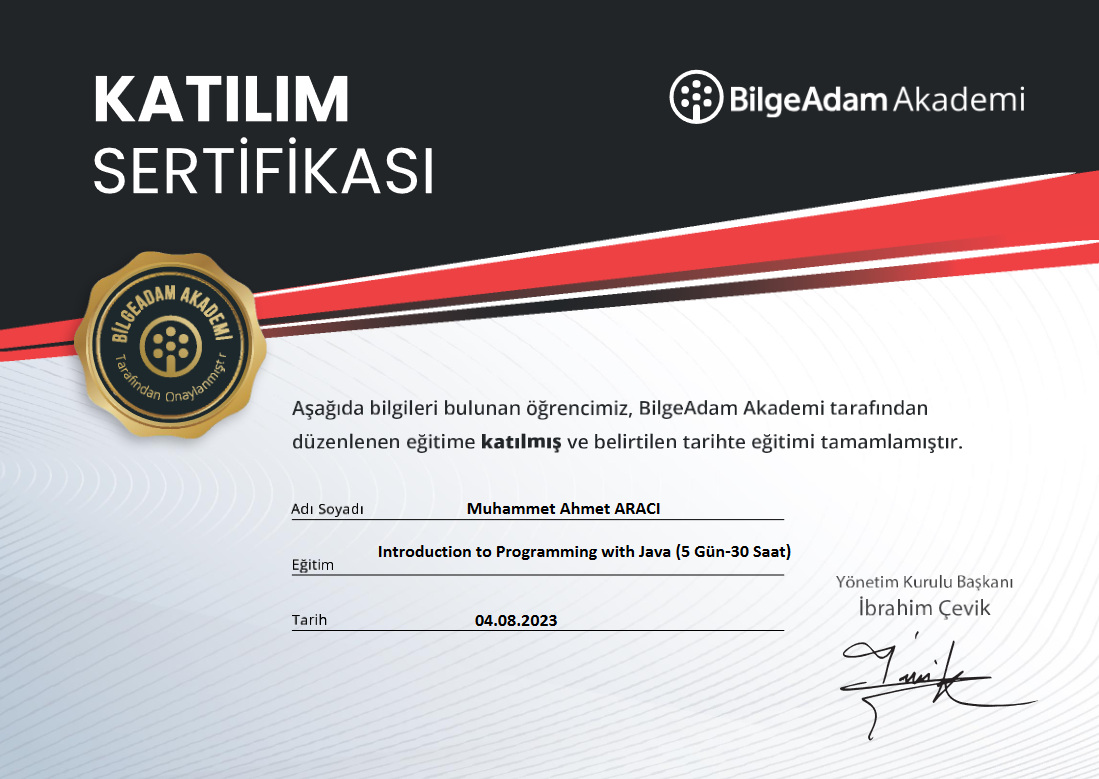 KATILIM
SERTİFİKASI
BilgeAdam Akademi
BİLGEADAM AKADEMİ
Tarafından Onaylanmıştır
Aşağıda bilgileri bulunan öğrencimiz, BilgeAdam Akademi tarafından
düzenlenen eğitime katılmış ve belirtilen tarihte eğitimi tamamlamıştır.
Adı Soyadı Muhammet Ahmet ARACI
Eğitim Introduction to Programming with Java (5 Gün-30 Saat)
Tarih 04.08.2023
Yönetim Kurulu Başkanı
İbrahim Çevik